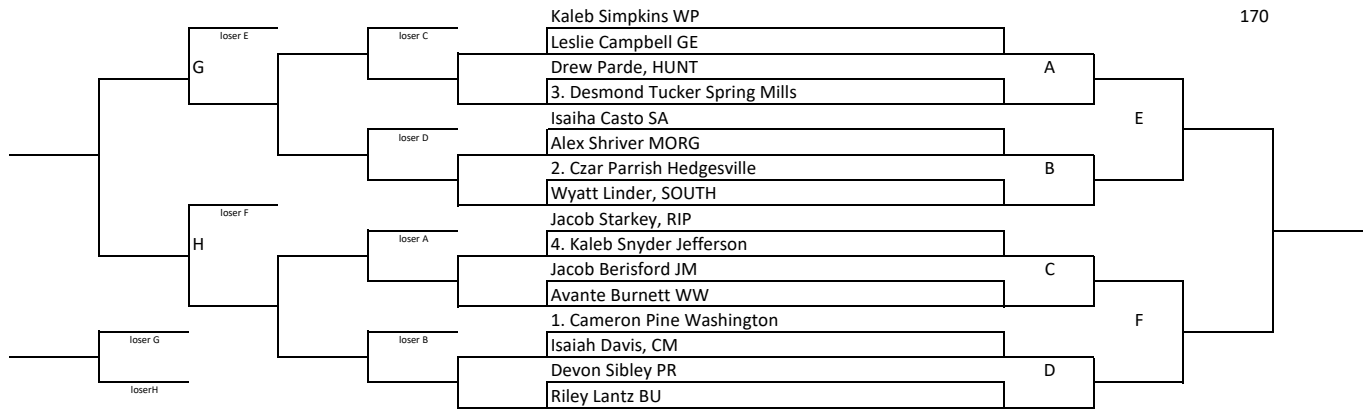 Kaleb Simpkins WP 170
loser E loser C
Leslie Campbell GE
G Drew Parde, HUNT A
3. Desmond Tucker Spring Mills
Isaiha Casto SA E
loser D Alex Shriver MORG
2. Czar Parrish Hedgesville B
Wyatt Linder, SOUTH
loser F Jacob Starkey, RIP
H loser A 4. Kaleb Snyder Jefferson
Jacob Berisford JM C
Avante Burnett WW
1. Cameron Pine Washington F
loser G loser B Isaiah Davis, CM
Devon Sibley PR D
loserH Riley Lantz BU